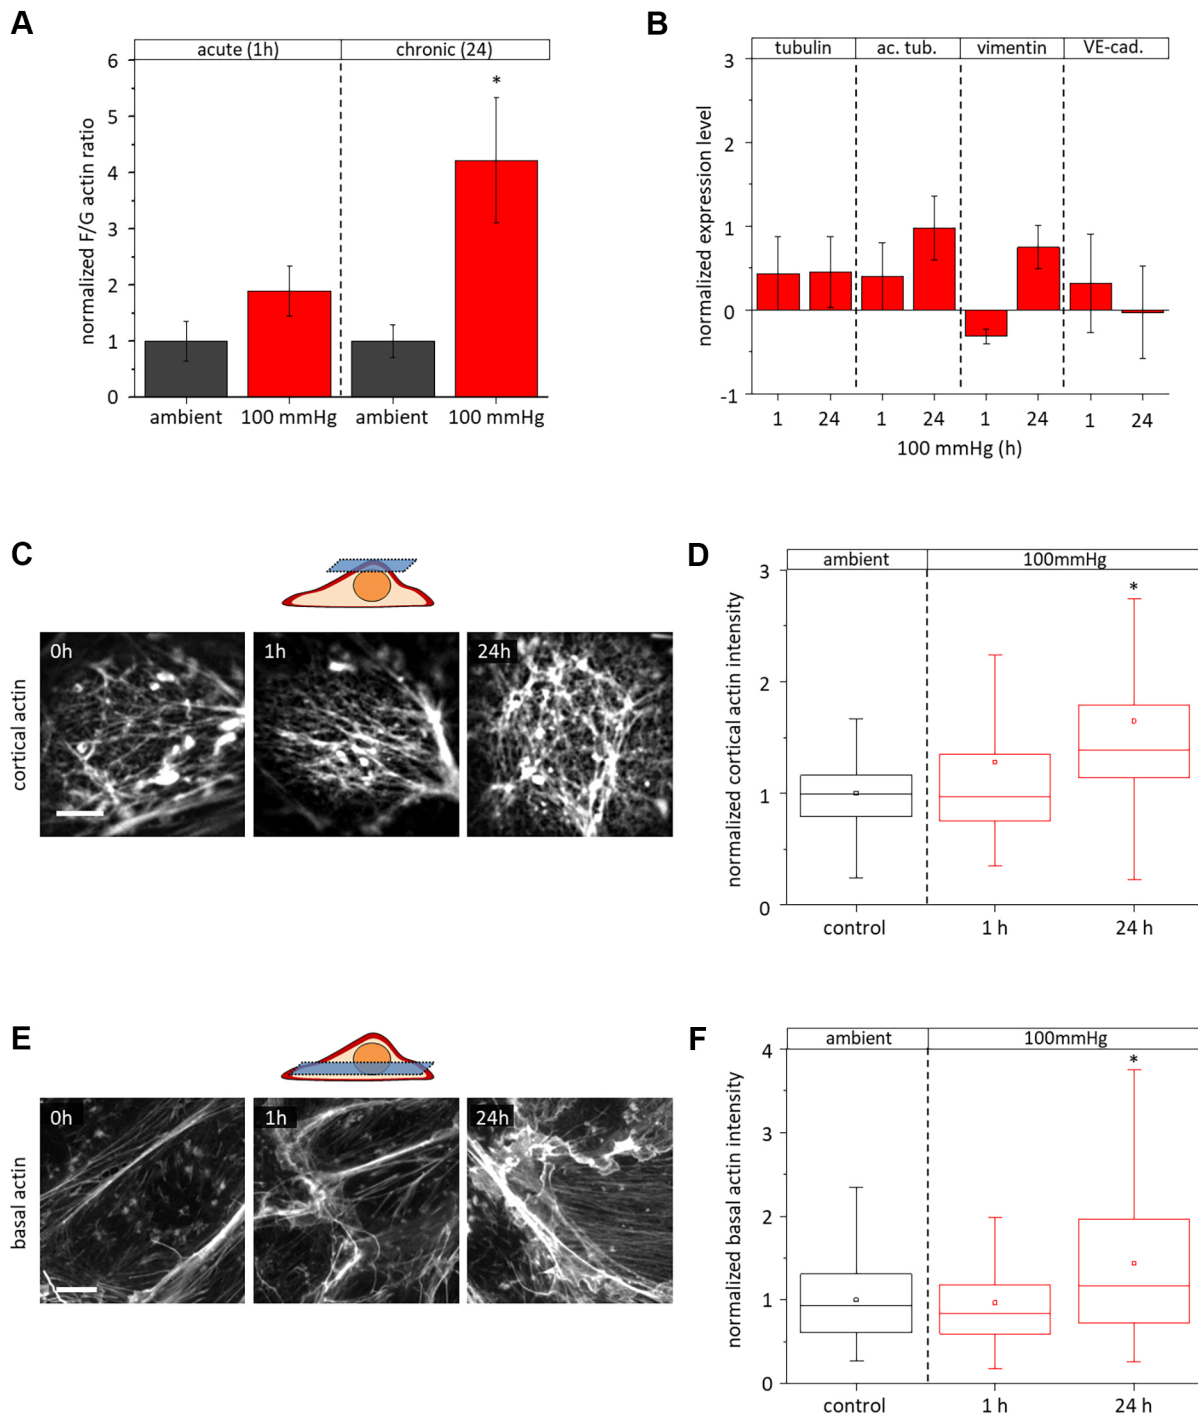 A
acute (1h) chronic (24)
6
5
4
3
2
1
0
*
normalized F/G actin ratio
ambient 100 mmHg ambient 100 mmHg
B
tubulin ac. tub. vimentin VE-cad.
3
2
1
0
-1
normalized expression level
1 24 1 24 1 24 1 24
100 mmHg (h)
C
cortical actin
0h 1h 24h
D
ambient 100mmHg
3
2
1
0
*
normalized cortical actin intensity
control 1 h 24 h
E
basal actin
0h 1h 24h
F
ambient 100mmHg
4
3
2
1
0
*
normalized basal actin intensity
control 1 h 24 h